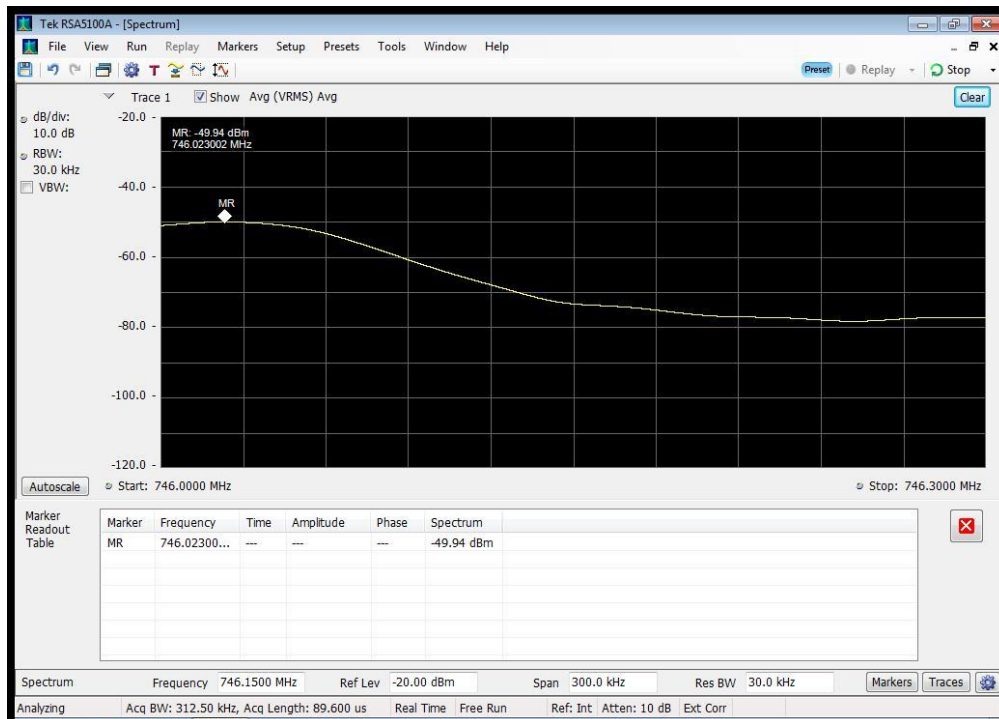 Tek RSA5100A - [Spectrum]
File View Run Replay Markers Setup Presets Tools Window Help
T Preset Replay Stop
Trace 1 Show Avg (VRMS) Avg Clear
dB/div:
10.0 dB
RBW:
30.0 kHz
VBW:
-20.0
MR: -49.94 dBm
746.023002 MHz
-40.0
MR
-60.0
-80.0
-100.0
-120.0
Autoscale Start: 746.0000 MHz Stop: 746.3000 MHz
Marker
Readout
Table
Marker Frequency Time Amplitude Phase Spectrum
MR 746.02300... --- --- --- -49.94 dBm
Spectrum Frequency 746.1500 MHz Ref Lev -20.00 dBm Span 300.0 kHz Res BW 30.0 kHz Markers Traces
Analyzing Acq BW: 312.50 kHz, Acq Length: 89.600 us Real Time Free Run Ref: Int Atten: 10 dB Ext Corr